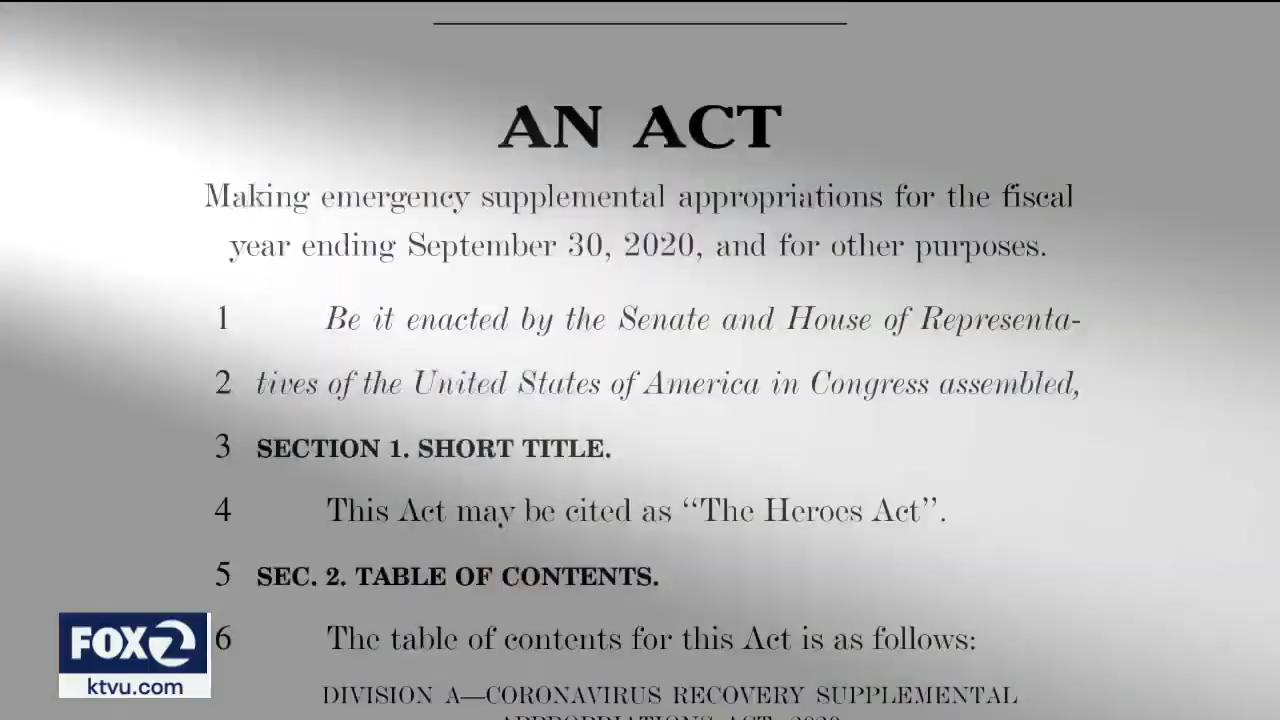 AN ACT
Making emergency supplemental appropriations for the fiscal
year ending September 30, 2020, and for other purposes.
1 Be it enacted by the Senate and House of Representa-
2 tives of the United States of America in Congress assembled,
3 SECTION 1. SHORT TITLE.
4 This Act may be cited as ‘‘The Heroes Act’’.
5 SEC. 2. TABLE OF CONTENTS.
6 The table of contents for this Act is as follows:
DIVISION A—CORONAVIRUS RECOVERY SUPPLEMENTAL
APPROPRIATIONS ACT, 2020
FOX 2
ktvu.com